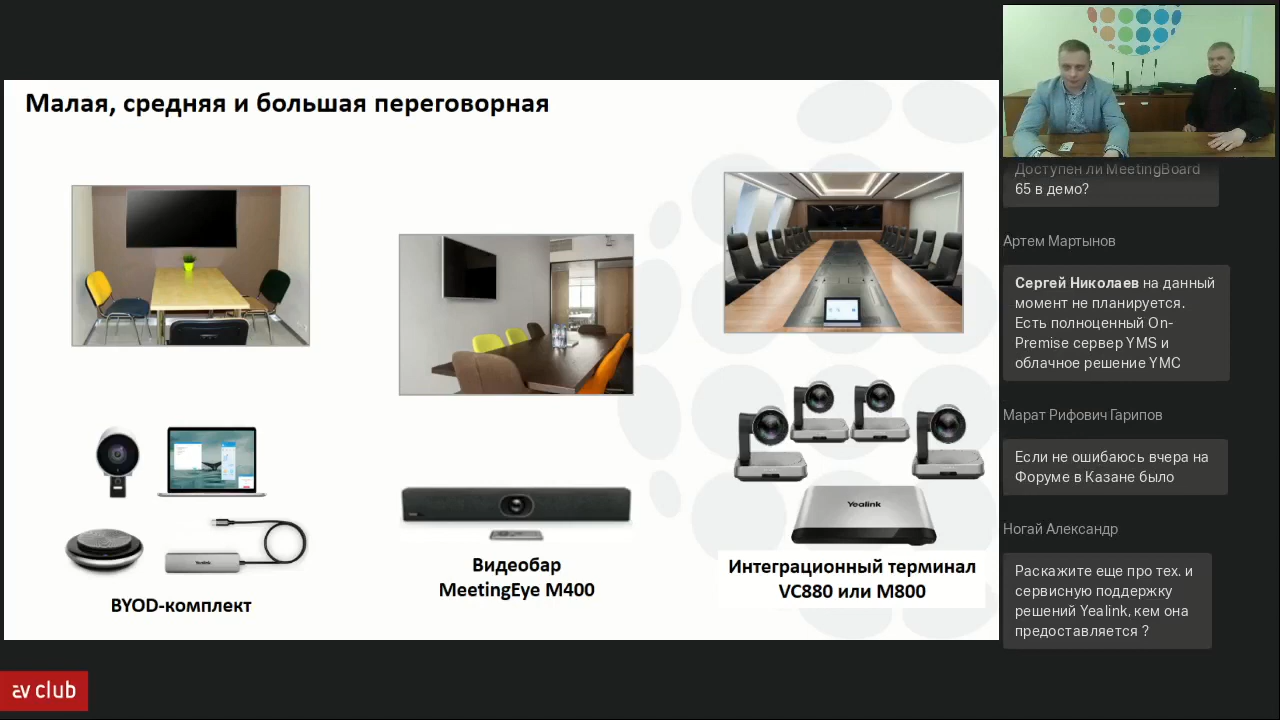 Малая, средняя и большая переговорная
BYOD-комплект
Видеобар
MeetingEye M400
Yealink
Yealink
Интеграционный терминал
VC880 или M800
Доступен ли MeetingBoard
65 в демо?
Артем Мартынов
Сергей Николаев на данный
момент не планируется.
Есть полноценный On-
Premise сервер YMS и
облачное решение YMC
Марат Рифович Гарипов
Если не ошибаюсь вчера на
Форуме в Казане было
Ногай Александр
Раскажите еще про тех. и
сервисную поддержку
решений Yealink, кем она
предоставляется ?
av club